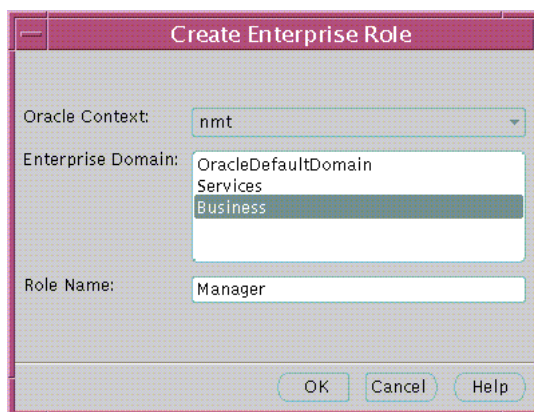 Create Enterprise Role
Oracle Context:
nmt
Enterprise Domain:
OracleDefaultDomain
Services
Business
Role Name:
Manager
OK
Cancel
Help